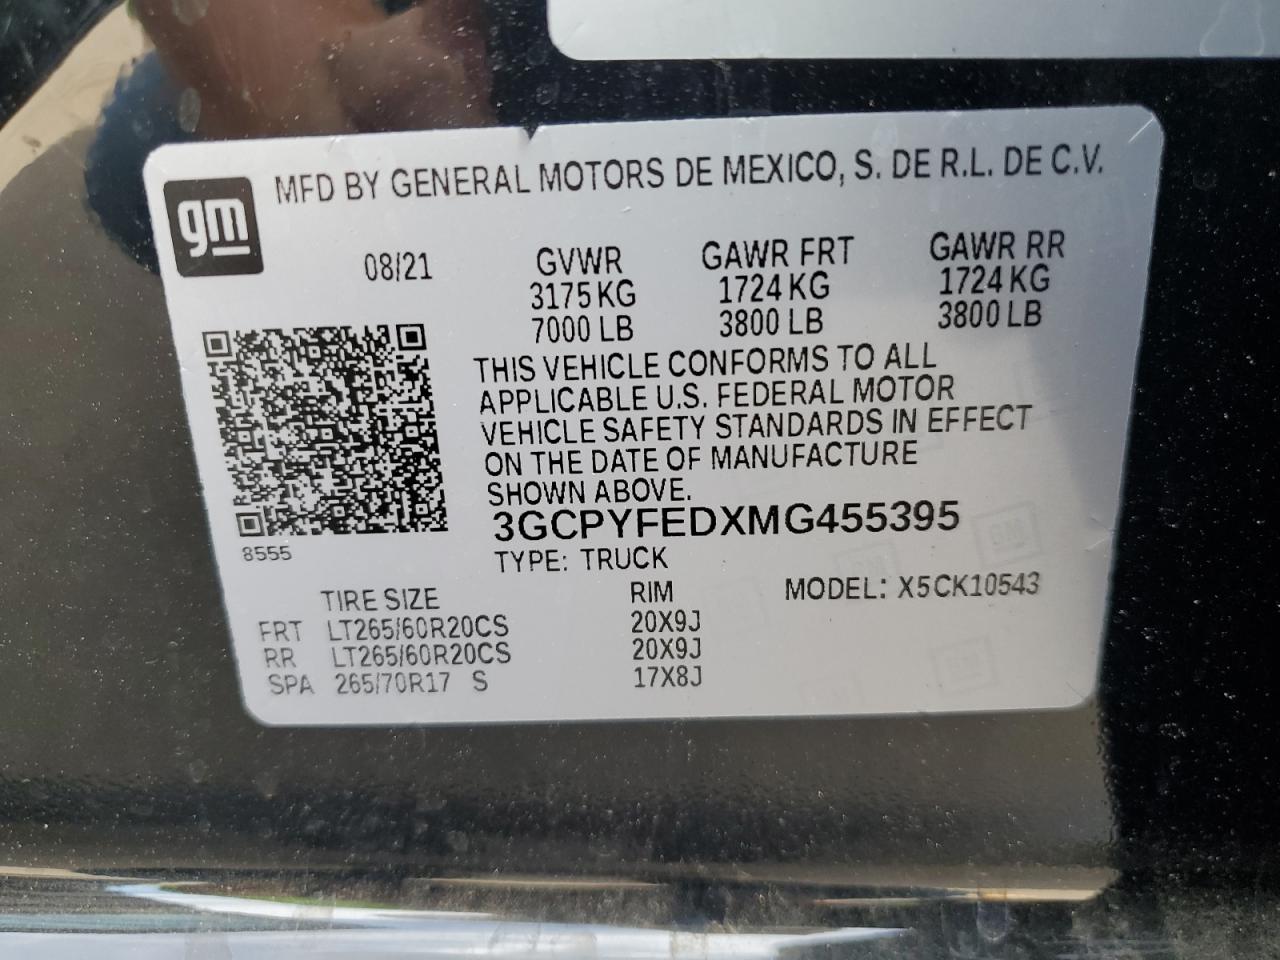 gm
MFD BY GENERAL MOTORS DE MEXICO, S. DE R.L. DE C.V.
08/21 GVWR GAWR FRT GAWR RR
3175 KG 1724 KG 1724 KG
7000 LB 3800 LB 3800 LB
THIS VEHICLE CONFORMS TO ALL
APPLICABLE U.S. FEDERAL MOTOR
VEHICLE SAFETY STANDARDS IN EFFECT
ON THE DATE OF MANUFACTURE
SHOWN ABOVE.
3GCPYFEDXMG455395
8555
TYPE: TRUCK
TIRE SIZE RIM MODEL: X5CK10543
FRT LT265/60R20CS 20X9J
RR LT265/60R20CS 20X9J
SPA 265/70R17 S 17X8J